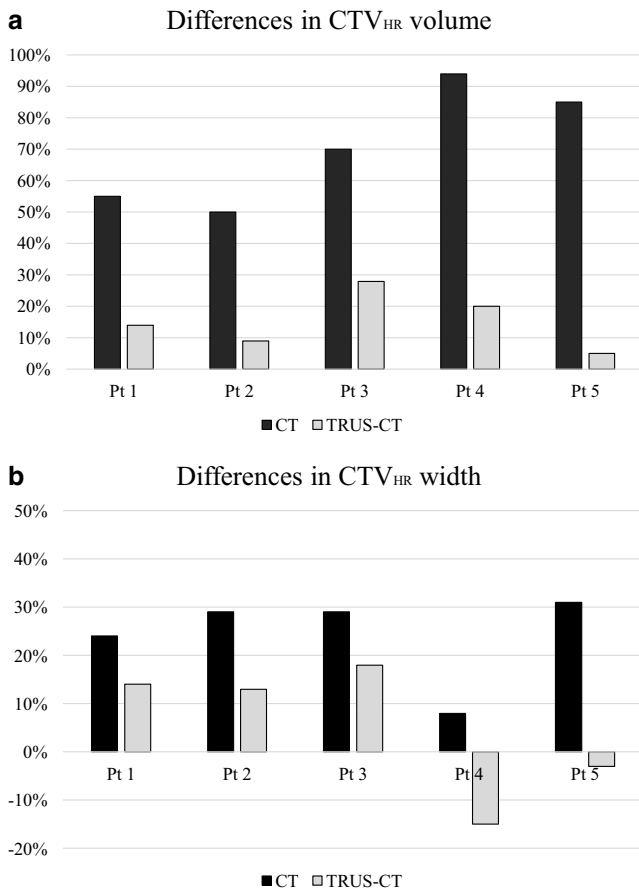 a
Differences in CTVHR volume
100%
90%
80%
70%
60%
50%
40%
30%
20%
10%
0%
Pt 1 Pt 2 Pt 3 Pt 4 Pt 5
CT TRUS-CT
b
Differences in CTVHR width
50%
40%
30%
20%
10%
0%
Pt 1 Pt 2 Pt 3 Pt 4 Pt 5
-10%
-20%
CT TRUS-CT